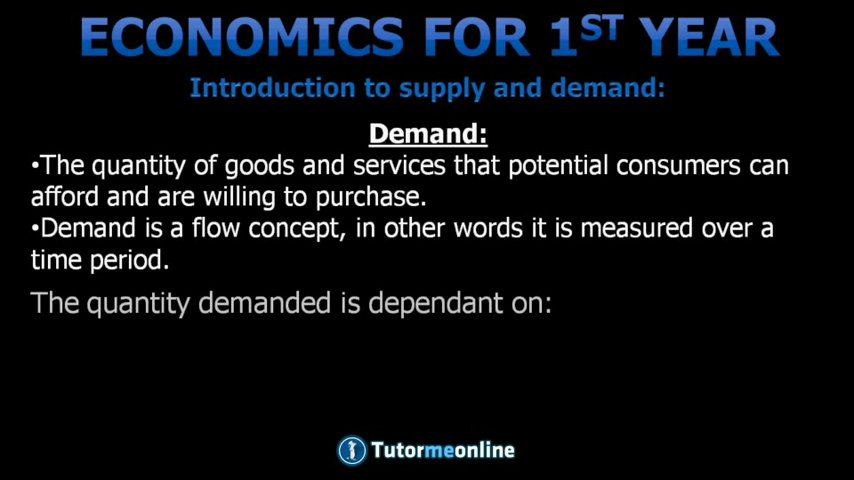 ECONOMICS FOR 1ST YEAR
Introduction to supply and demand:
Demand:
•The quantity of goods and services that potential consumers can
afford and are willing to purchase.
•Demand is a flow concept, in other words it is measured over a
time period.
The quantity demanded is dependant on:
Tutormeonline